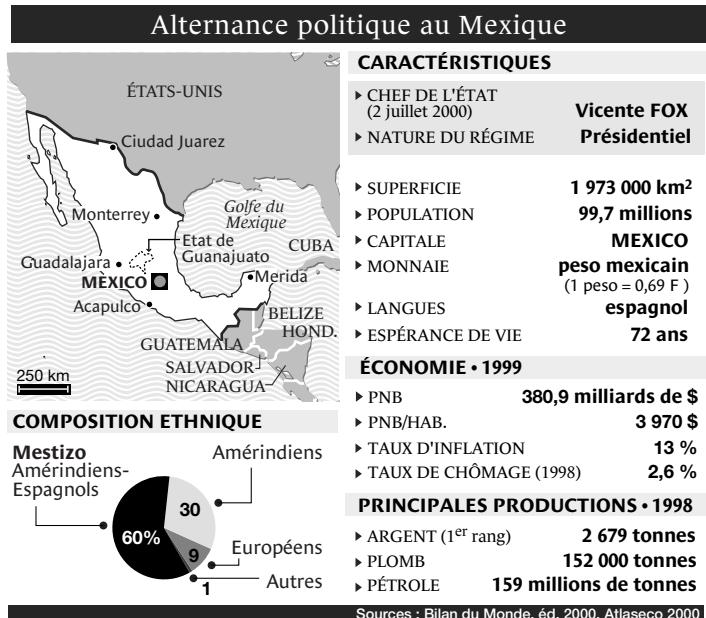 Alternance politique au Mexique
ÉTATS-UNIS
Ciudad Juarez
Monterrey
Golfe du
Mexique
Etat de
Guanajuato
CUBA
Guadalajara
MEXICO
Merida
Acapulco
BELIZE
HOND.
GUATEMALA
SALVADOR
NICARAGUA
250 km
COMPOSITION ETHNIQUE
Mestizo
Amérindiens-
Espagnols
Amérindiens
30
60%
9
Européens
1
Autres
CARACTÉRISTIQUES
CHEF DE L'ÉTAT
(2 juillet 2000) Vicente FOX
NATURE DU RÉGIME Présidentiel
SUPERFICIE 1 973 000 km²
POPULATION 99,7 millions
CAPITALE MEXICO
MONNAIE peso mexicain
(1 peso = 0,69 F )
LANGUES espagnol
ESPÉRANCE DE VIE 72 ans
ÉCONOMIE • 1999
PNB 380,9 milliards de $
PNB/HAB. 3 970 $
TAUX D'INFLATION 13 %
TAUX DE CHÔMAGE (1998) 2,6 %
PRINCIPALES PRODUCTIONS • 1998
ARGENT (1er rang) 2 679 tonnes
PLOMB 152 000 tonnes
PÉTROLE 159 millions de tonnes
Sources : Bilan du Monde, éd. 2000, Atlaseco 2000